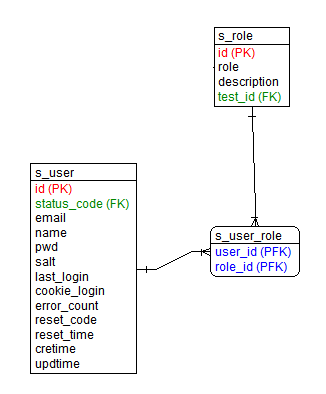 s_role
id (PK)
role
description
test_id (FK)
s_user
id (PK)
status_code (FK)
email
name
pwd
salt
last_login
cookie_login
error_count
reset_code
reset_time
cretime
updtime
s_user_role
user_id (PFK)
role_id (PFK)